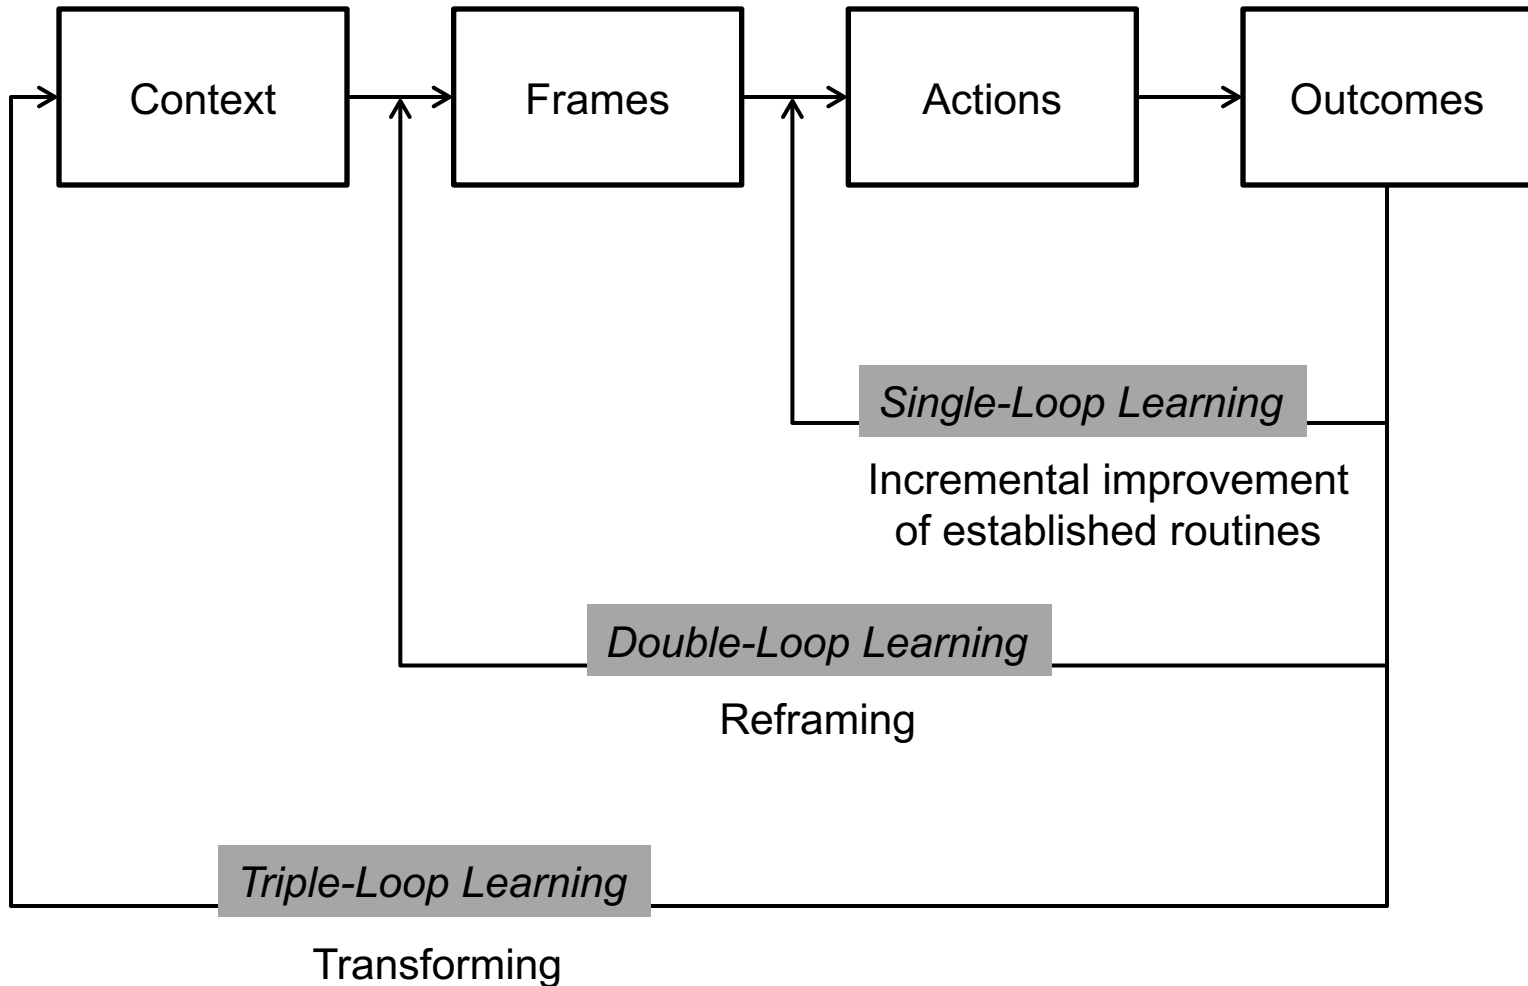 Context
Frames
Actions
Outcomes
Single-Loop Learning
Incremental improvement
of established routines
Double-Loop Learning
Reframing
Triple-Loop Learning
Transforming